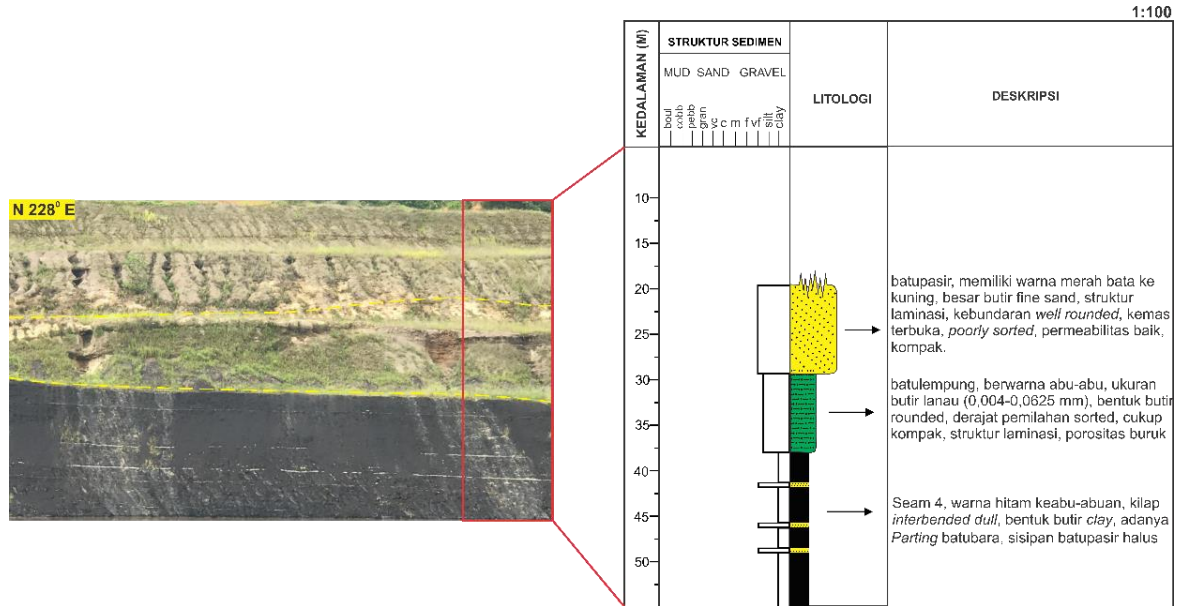 1:100
N 228° E
KEDALAMAN (M)
STRUKTUR SEDIMEN
MUD SAND GRAVEL
boul
cobb
pebb
gran
vc
c
m
f
vf
silt
clay
LITOLOGI
DESKRIPSI
10
15
20
25
30
35
40
45
50
batupasir, memiliki warna merah bata ke
kuning, besar butir fine sand, struktur
laminasi, kebundaran well rounded, kemas
terbuka, poorly sorted, permeabilitas baik,
kompak.
batulempung, berwarna abu-abu, ukuran
butir lanau (0,004-0,0625 mm), bentuk butir
rounded, derajat pemilahan sorted, cukup
kompak, struktur laminasi, porositas buruk
Seam 4, warna hitam keabu-abuan, kilap
interbended dull, bentuk butir clay, adanya
Parting batubara, sisipan batupasir halus